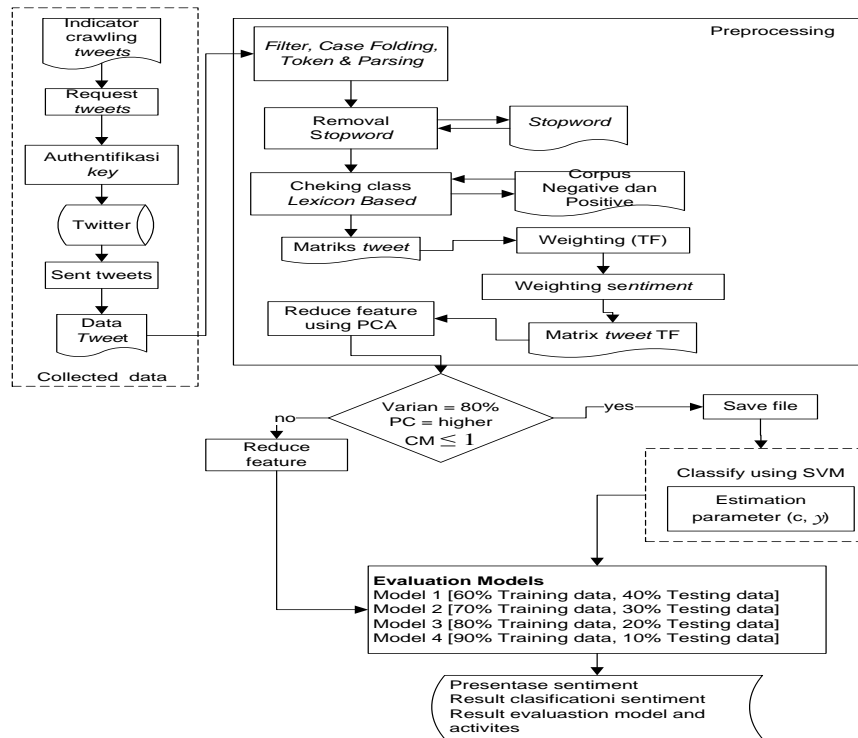 Indicator
crawling
tweets
Request
tweets
Authentifikasi
key
Twitter
Sent tweets
Data
Tweet
Collected data
Preprocessing
Filter, Case Folding,
Token & Parsing
Removal
Stopword
Stopword
Cheking class
Lexicon Based
Corpus
Negative dan
Positive
Matriks tweet
Weighting (TF)
Weighting sentiment
Matrix tweet TF
Reduce feature
using PCA
Varian = 80%
PC = higher
CM ≤ 1
no
yes
Reduce
feature
Save file
Classify using SVM
Estimation
parameter (c, y)
Evaluation Models
Model 1 [60% Training data, 40% Testing data]
Model 2 [70% Training data, 30% Testing data]
Model 3 [80% Training data, 20% Testing data]
Model 4 [90% Training data, 10% Testing data]
Presentase sentiment
Result clasificationi sentiment
Result evaluastion model and
activites